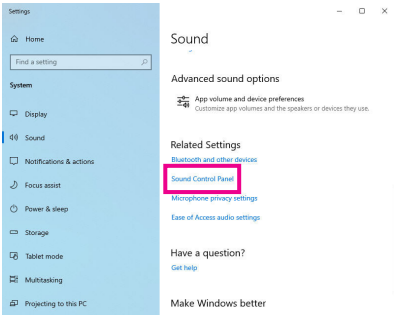 Settings
Home
Find a setting
System
Display
Sound
Notifications & actions
Focus assist
Power & sleep
Storage
Tablet mode
Multitasking
Projecting to this PC
Sound
Advanced sound options
App volume and device preferences
Customize app volumes and the speakers or devices they use.
Related Settings
Bluetooth and other devices
Sound Control Panel
Microphone privacy settings
Ease of Access audio settings
Have a question?
Get help
Make Windows better